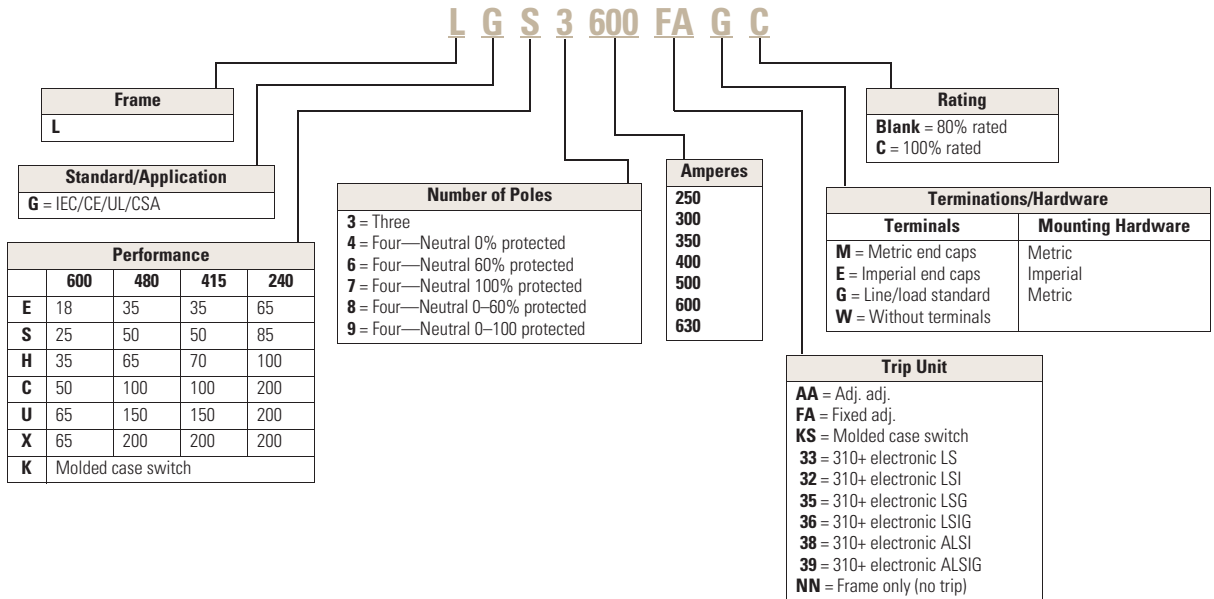 L G S 3 600 FA G C
Frame
L
Standard/Application
G = IEC/CE/UL/CSA
Performance
600 480 415 240
E 18 35 35 65
S 25 50 50 85
H 35 65 70 100
C 50 100 100 200
U 65 150 150 200
X 65 200 200 200
K Molded case switch
Number of Poles
3 = Three
4 = Four—Neutral 0% protected
6 = Four—Neutral 60% protected
7 = Four—Neutral 100% protected
8 = Four—Neutral 0–60% protected
9 = Four—Neutral 0–100 protected
Amperes
250
300
350
400
500
600
630
Trip Unit
AA = Adj. adj.
FA = Fixed adj.
KS = Molded case switch
33 = 310+ electronic LS
32 = 310+ electronic LSI
35 = 310+ electronic LSG
36 = 310+ electronic LSIG
38 = 310+ electronic ALSI
39 = 310+ electronic ALSIG
NN = Frame only (no trip)
Terminations/Hardware
Terminals Mounting Hardware
M = Metric end caps Metric
E = Imperial end caps Imperial
G = Line/load standard Metric
W = Without terminals
Rating
Blank = 80% rated
C = 100% rated